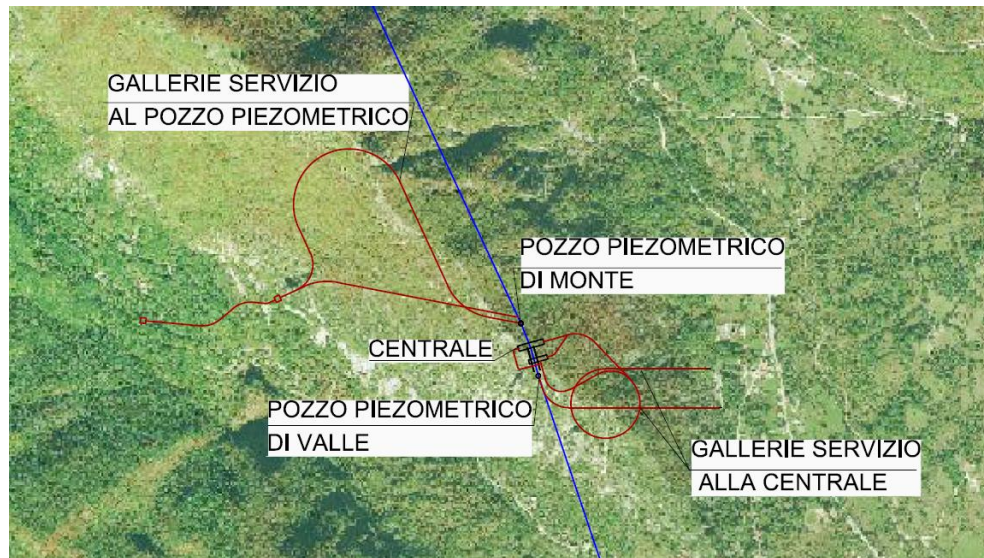 GALLERIE SERVIZIO
AL POZZO PIEZOMETRICO
POZZO PIEZOMETRICO
DI MONTE
CENTRALE
POZZO PIEZOMETRICO
DI VALLE
GALLERIE SERVIZIO
ALLA CENTRALE